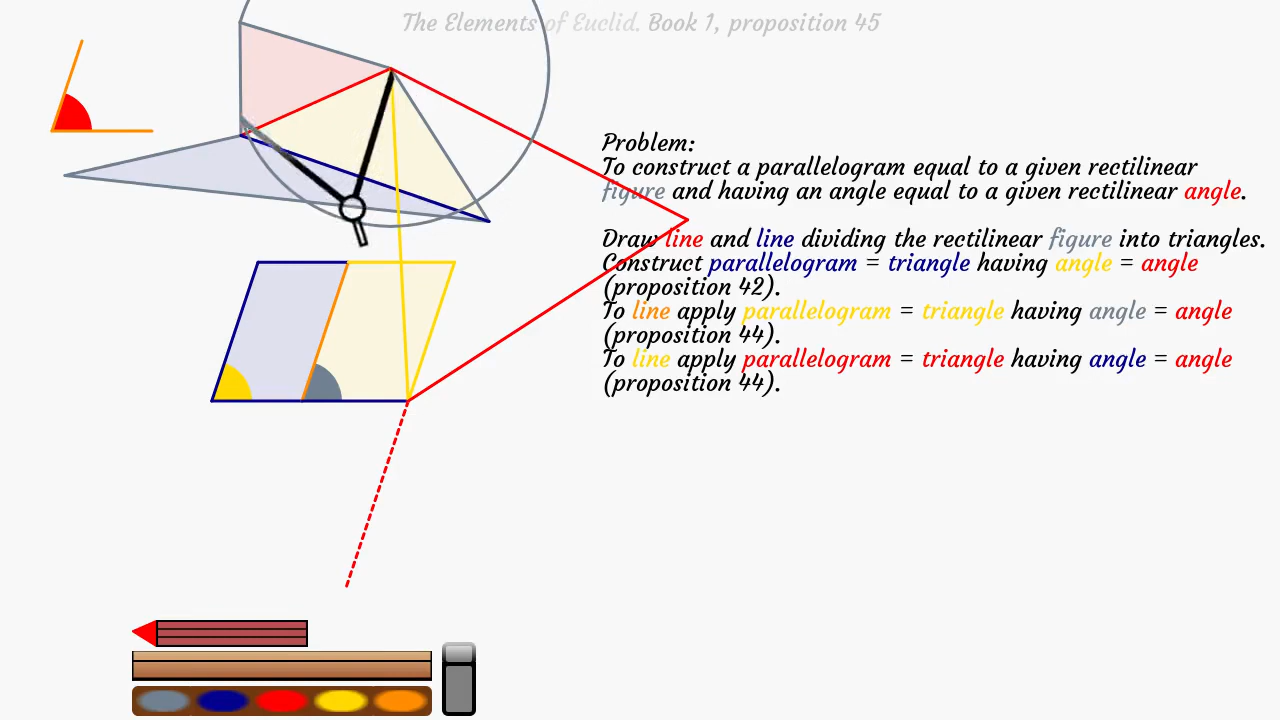 The Elements of Euclid. Book 1, proposition 45
Problem:
To construct a parallelogram equal to a given rectilinear
figure and having an angle equal to a given rectilinear angle.
Draw line and line dividing the rectilinear figure into triangles.
Construct parallelogram = triangle having angle = angle
(proposition 42).
To line apply parallelogram = triangle having angle = angle
(proposition 44).
To line apply parallelogram = triangle having angle = angle
(proposition 44).